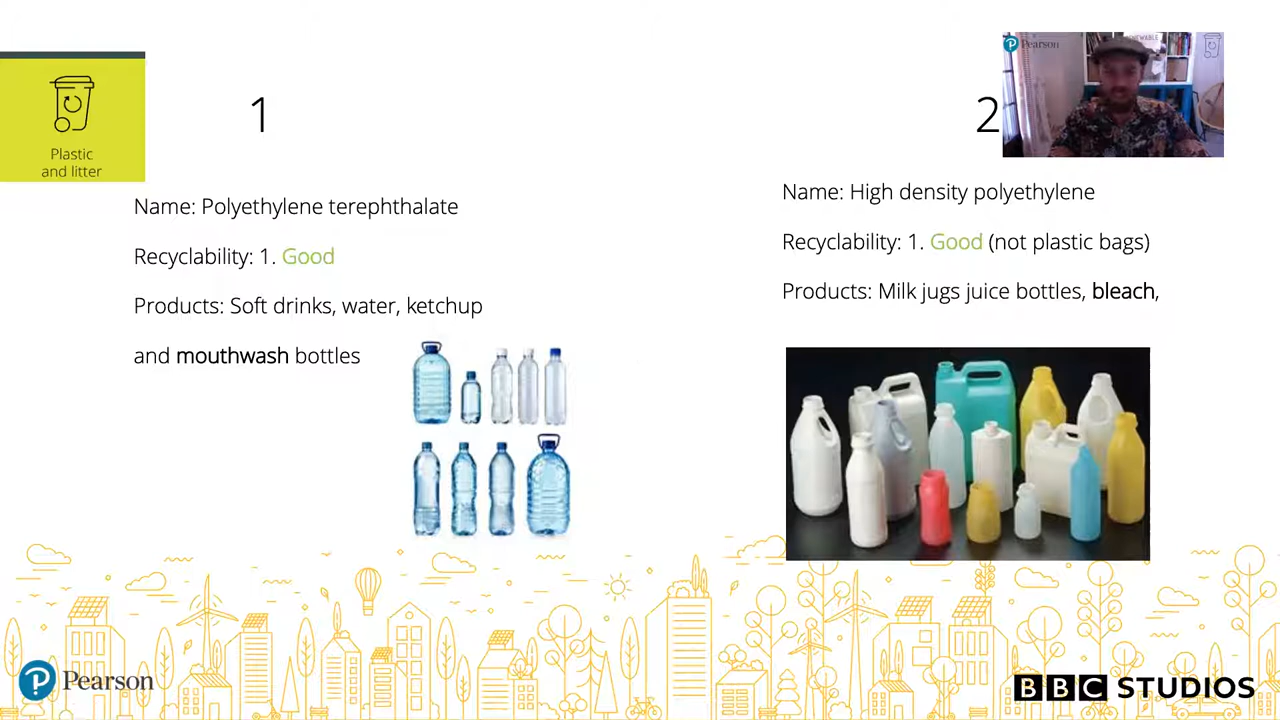 Plastic
and litter
1
Name: Polyethylene terephthalate
Recyclability: 1. Good
Products: Soft drinks, water, ketchup
and mouthwash bottles
2
Pearson
Name: High density polyethylene
Recyclability: 1. Good (not plastic bags)
Products: Milk jugs juice bottles, bleach,
Pearson
BBC STUDIOS